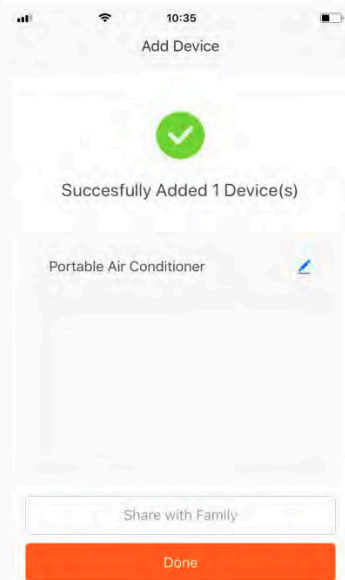 10:35
Add Device
Succesfully Added 1 Device(s)
Portable Air Conditioner
Share with Family
Done